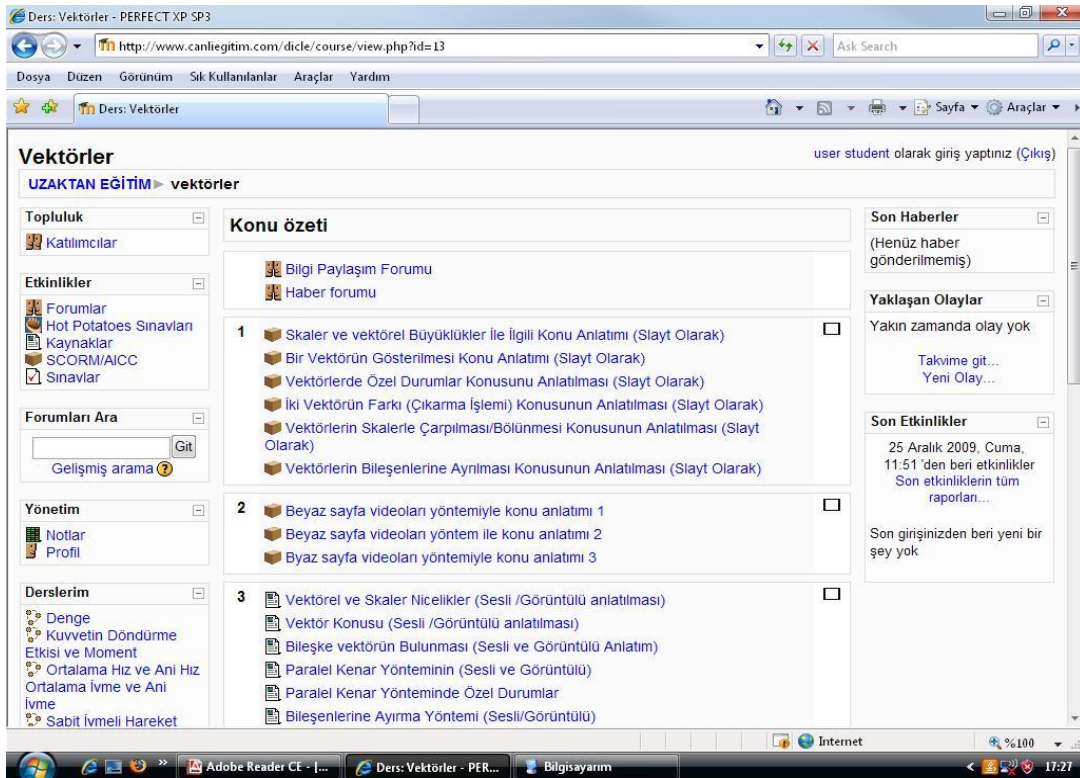 Ders: Vektörler - PERFECT XP SP3
http://www.canliegitim.com/dicle/course/view.php?id=13
Ask Search
Dosya Düzen Görünüm Sık Kullanılanlar Araçlar Yardım
Ders: Vektörler
Sayfa
Araçlar
Vektörler
user student olarak giriş yaptınız (Çıkış)
UZAKTAN EĞİTİM ► vektörler
Topluluk
Katılımcılar
Etkinlikler
Forumlar
Hot Potatoes Sınavları
Kaynaklar
SCORM/AICC
Sınavlar
Forumları Ara
Git
Gelişmiş arama ?
Yönetim
Notlar
Profil
Derslerim
Denge
Kuvvetin Döndürme
Etkisi ve Moment
Ortalama Hız ve Ani Hız
Ortalama İvme ve Ani
İvme
Sabit İvmeli Hareket
Konu özeti
Bilgi Paylaşım Forumu
Haber forumu
1
Skaler ve vektörel Büyüklükler İle İlgili Konu Anlatımı (Slayt Olarak)
Bir Vektörün Gösterilmesi Konu Anlatımı (Slayt Olarak)
Vektörlerde Özel Durumlar Konusunu Anlatılması (Slayt Olarak)
İki Vektörün Farkı (Çıkarma İşlemi) Konusunun Anlatılması (Slayt Olarak)
Vektörlerin Skalerle Çarpılması/Bölünmesi Konusunun Anlatılması (Slayt
Olarak)
Vektörlerin Bileşenlerine Ayrılması Konusunun Anlatılması (Slayt Olarak)
2
Beyaz sayfa videoları yöntemiyle konu anlatımı 1
Beyaz sayfa videoları yöntem ile konu anlatımı 2
Byaz sayfa videoları yöntemiyle konu anlatımı 3
3
Vektörel ve Skaler Nicelikler (Sesli /Görüntülü anlatılması)
Vektör Konusu (Sesli /Görüntülü anlatılması)
Bileşke vektörün Bulunması (Sesli ve Görüntülü Anlatım)
Paralel Kenar Yönteminin (Sesli ve Görüntülü)
Paralel Kenar Yönteminde Özel Durumlar
Bileşenlerine Ayırma Yöntemi (Sesli/Görüntülü)
Son Haberler
(Henüz haber
gönderilmemiş)
Yaklaşan Olaylar
Yakın zamanda olay yok
Takvime git...
Yeni Olay...
Son Etkinlikler
25 Aralık 2009, Cuma,
11:51 'den beri etkinlikler
Son etkinliklerin tüm
raporları...
Son girişinizden beri yeni bir
şey yok
Internet
%100
Adobe Reader CE - [...
Ders: Vektörler - PER...
Bilgisayarım
17:27